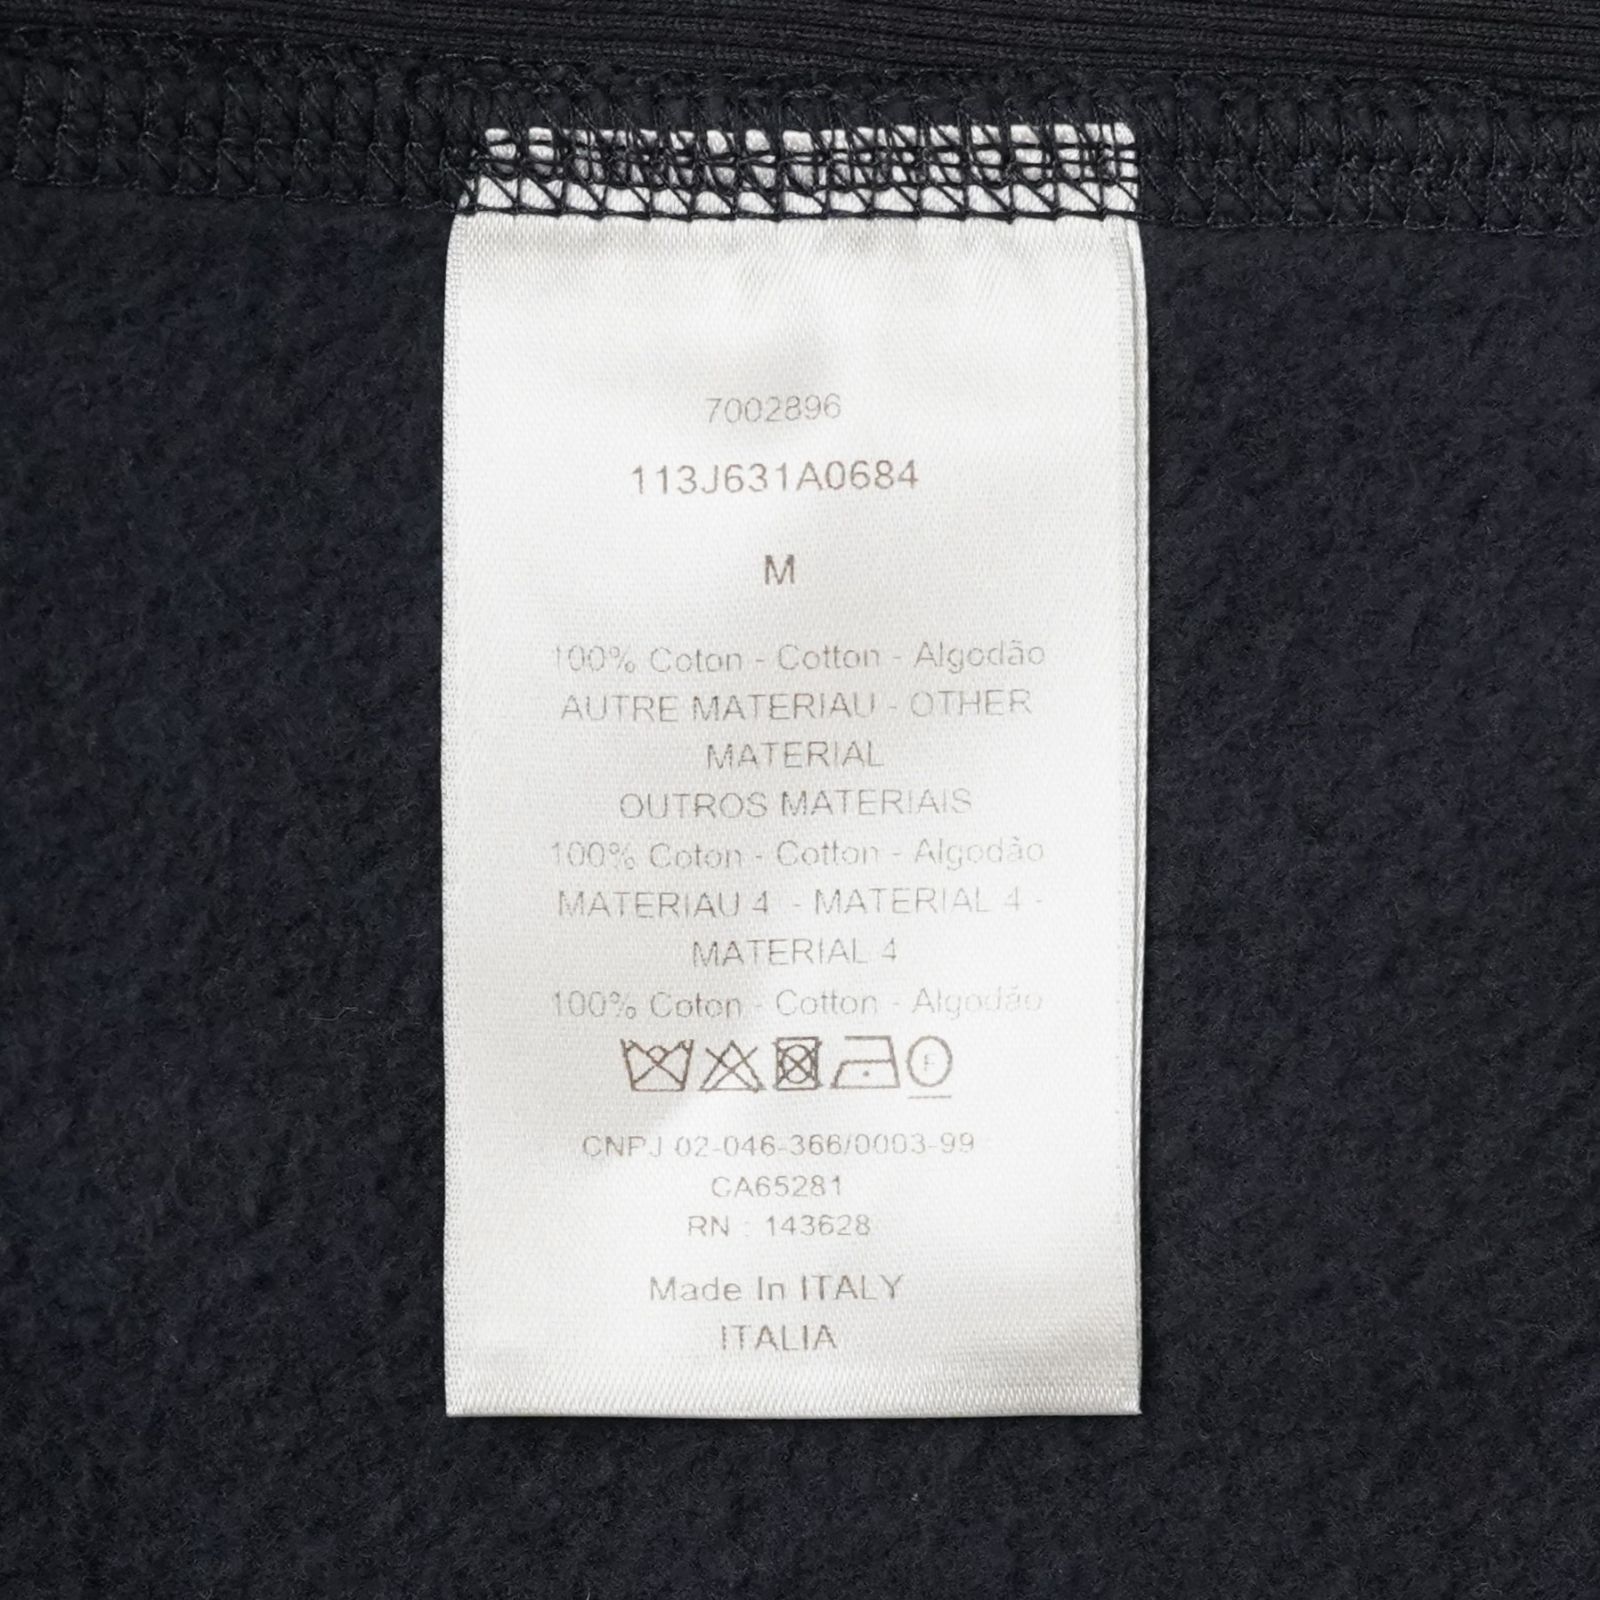 7002896
113J631A0684
M
100% Coton - Cotton - Algodão
AUTRE MATERIAU - OTHER
MATERIAL
OUTROS MATERIAIS
100% Coton - Cotton - Algodão
MATERIAU 4 - MATERIAL 4 -
MATERIAL 4
100% Coton - Cotton - Algodão
F
CNPJ 02-046-366/0003-99
CA65281
RN : 143628
Made In ITALY
ITALIA